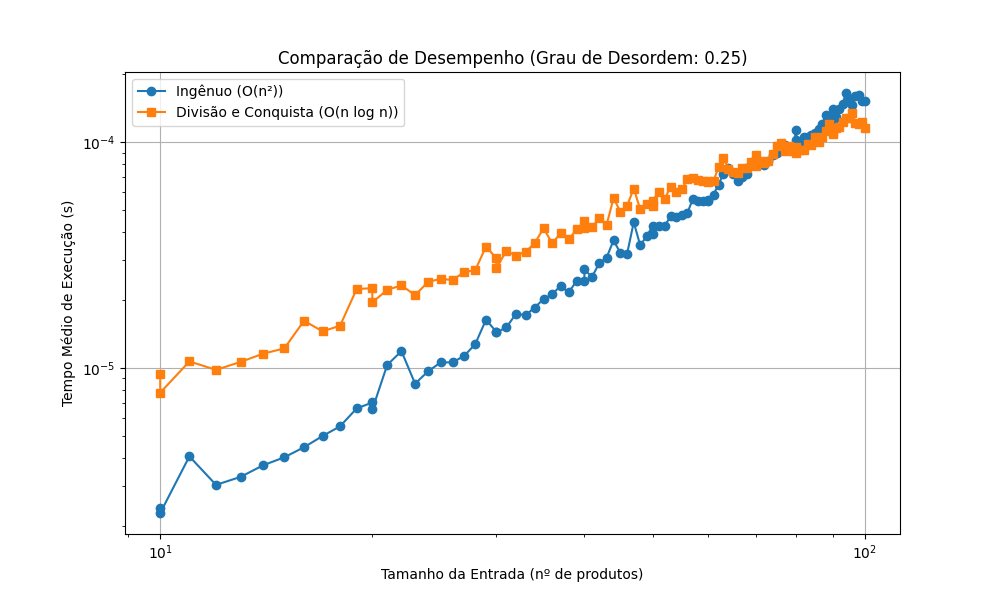 Comparação de Desempenho (Grau de Desordem: 0.25)
Ingênuo (O(n²))
Divisão e Conquista (O(n log n))
Tempo Médio de Execução (s)
10⁻⁴
10⁻⁵
10¹
10²
Tamanho da Entrada (nº de produtos)